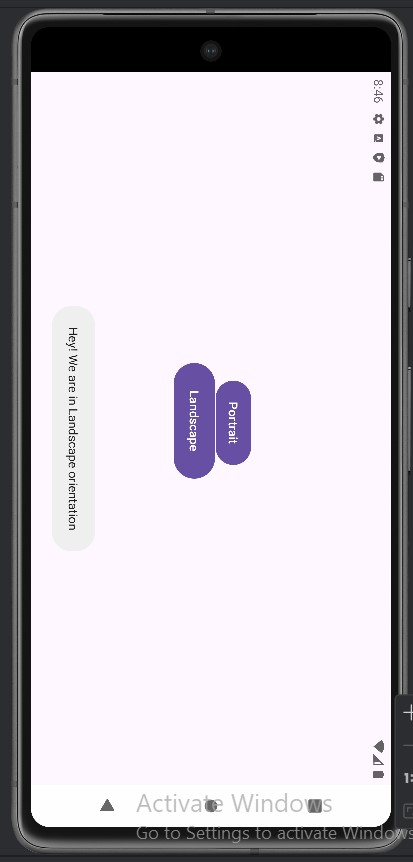 8:46
Portrait
Landscape
Hey! We are in Landscape orientation
Activate Windows
Go to Settings to activate Windows